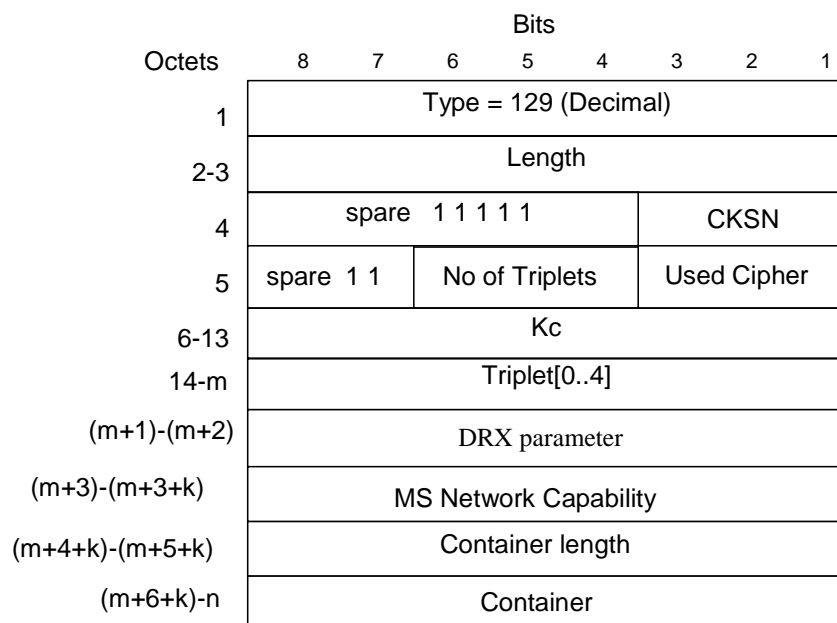 Bits
Octets 8 7 6 5 4 3 2 1
1 Type = 129 (Decimal)
2-3 Length
4 spare 1 1 1 1 1 CKSN
5 spare 1 1 No of Triplets Used Cipher
6-13 Kc
14-m Triplet[0..4]
(m+1)-(m+2) DRX parameter
(m+3)-(m+3+k) MS Network Capability
(m+4+k)-(m+5+k) Container length
(m+6+k)-n Container